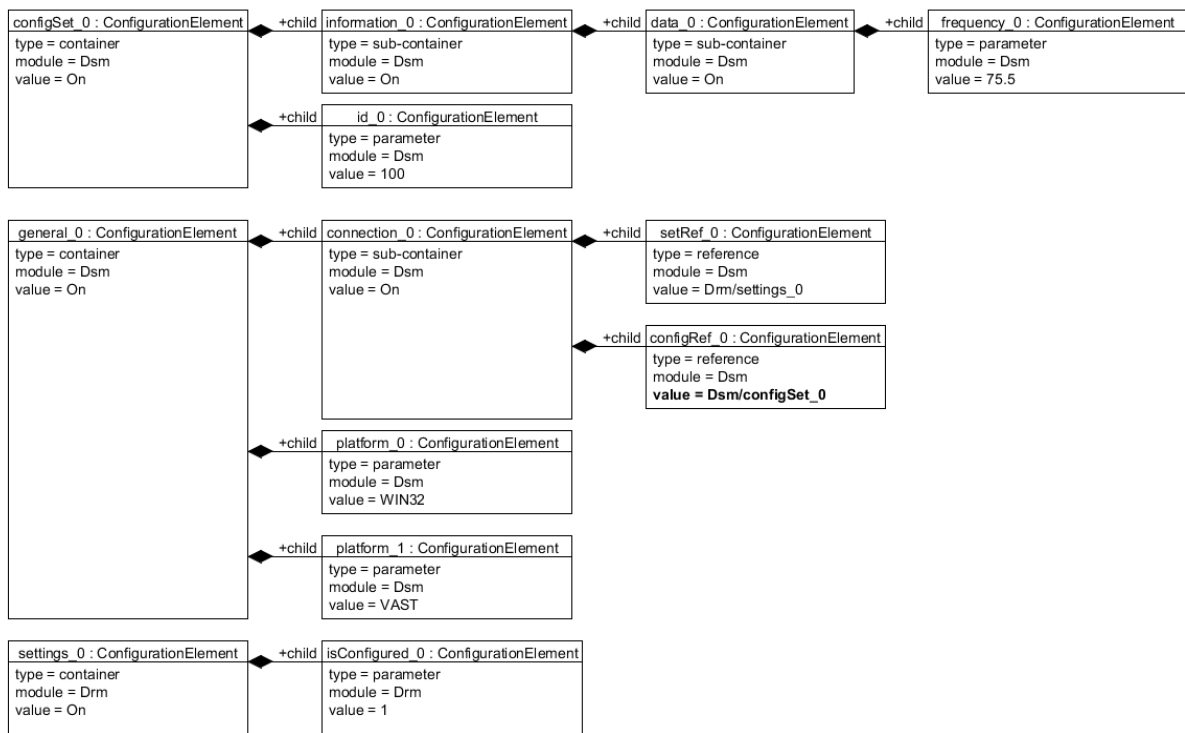 configSet_0 : ConfigurationElement
type = container
module = Dsm
value = On
+child
information_0 : ConfigurationElement
type = sub-container
module = Dsm
value = On
+child
data_0 : ConfigurationElement
type = sub-container
module = Dsm
value = On
+child
frequency_0 : ConfigurationElement
type = parameter
module = Dsm
value = 75.5
+child
id_0 : ConfigurationElement
type = parameter
module = Dsm
value = 100
general_0 : ConfigurationElement
type = container
module = Dsm
value = On
+child
connection_0 : ConfigurationElement
type = sub-container
module = Dsm
value = On
+child
setRef_0 : ConfigurationElement
type = reference
module = Dsm
value = Drm/settings_0
+child
configRef_0 : ConfigurationElement
type = reference
module = Dsm
value = Dsm/configSet_0
+child
platform_0 : ConfigurationElement
type = parameter
module = Dsm
value = WIN32
+child
platform_1 : ConfigurationElement
type = parameter
module = Dsm
value = VAST
settings_0 : ConfigurationElement
type = container
module = Drm
value = On
+child
isConfigured_0 : ConfigurationElement
type = parameter
module = Drm
value = 1